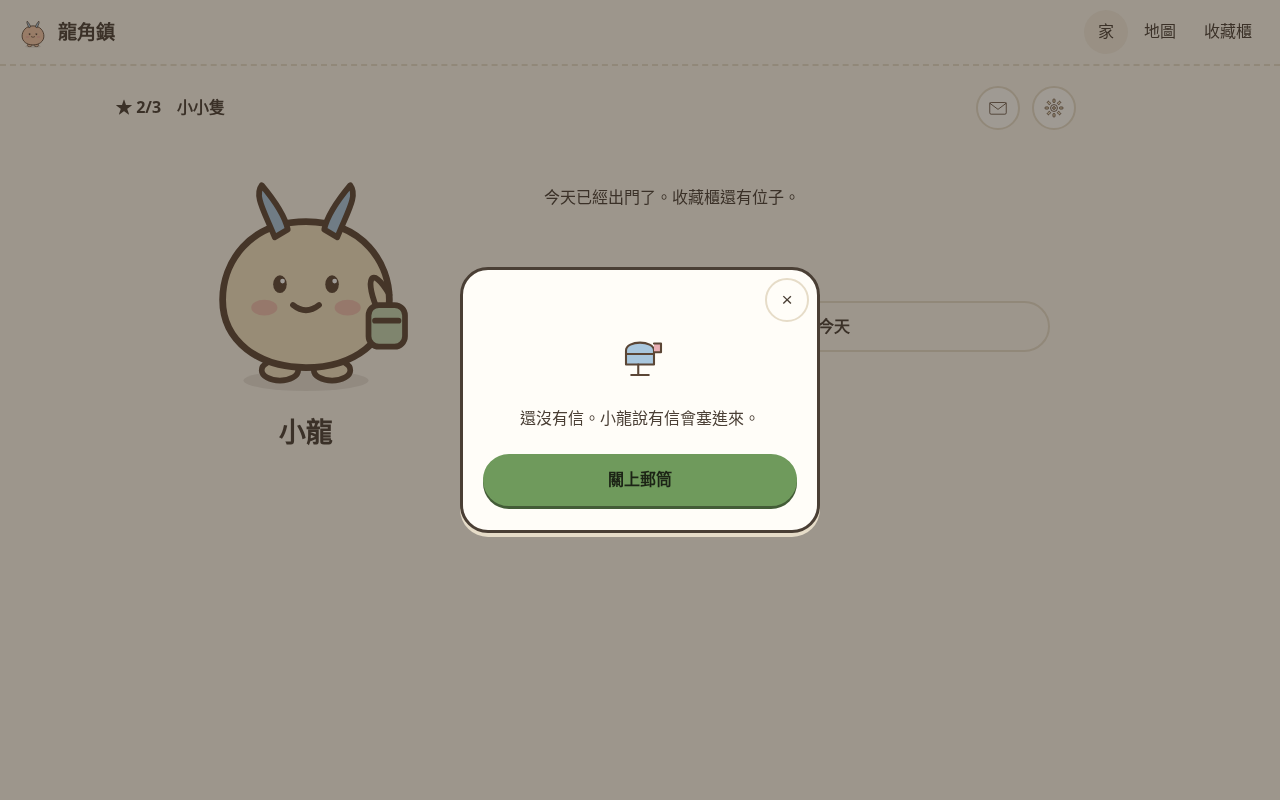 龍角鎮
家
地圖
收藏櫃
★ 2/3 小小隻
今天已經出門了。收藏櫃還有位子。
×
今天
還沒有信。小龍說有信會塞進來。
關上郵筒
小龍